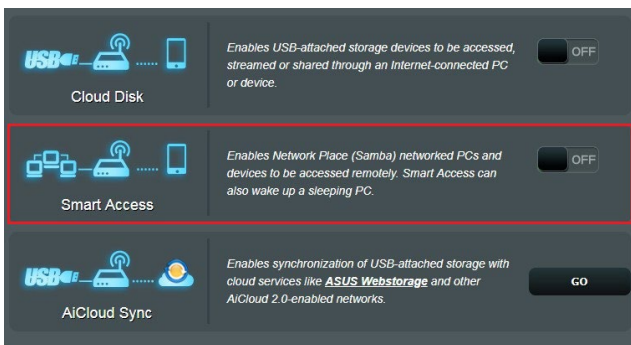 Enables USB-attached storage devices to be accessed,
USB
streamed or shared through an Internet-connected PC
or device.
OFF
Cloud Disk
Enables Network Place (Samba) networked PCs and
devices to be accessed remotely. Smart Access can
also wake up a sleeping PC.
OFF
Smart Access
Enables synchronization of USB-attached storage with
USB
cloud services like ASUS Webstorage and other
AiCloud 2.0-enabled networks.
GO
AiCloud Sync